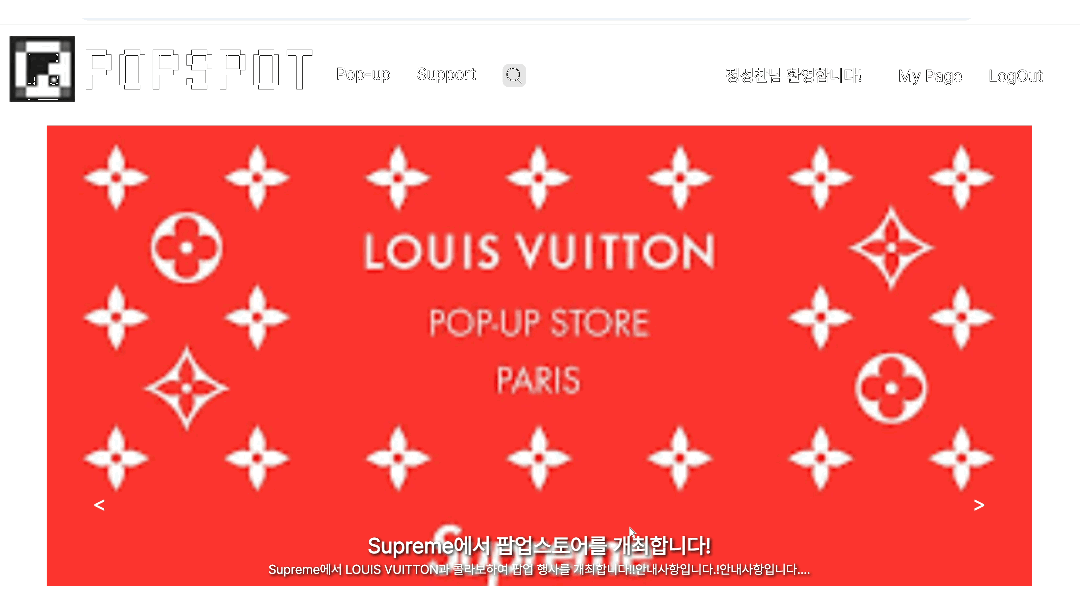 POPSPOT Pop-up Support 정성현님 환영합니다! My Page LogOut
LOUIS VUITTON
POP-UP STORE
PARIS
< >
Supreme
Supreme에서 팝업스토어를 개최합니다!
Supreme에서 LOUIS VUITTON과 콜라보하여 팝업 행사를 개최합니다!!안내사항입니다.!안내사항입니다....